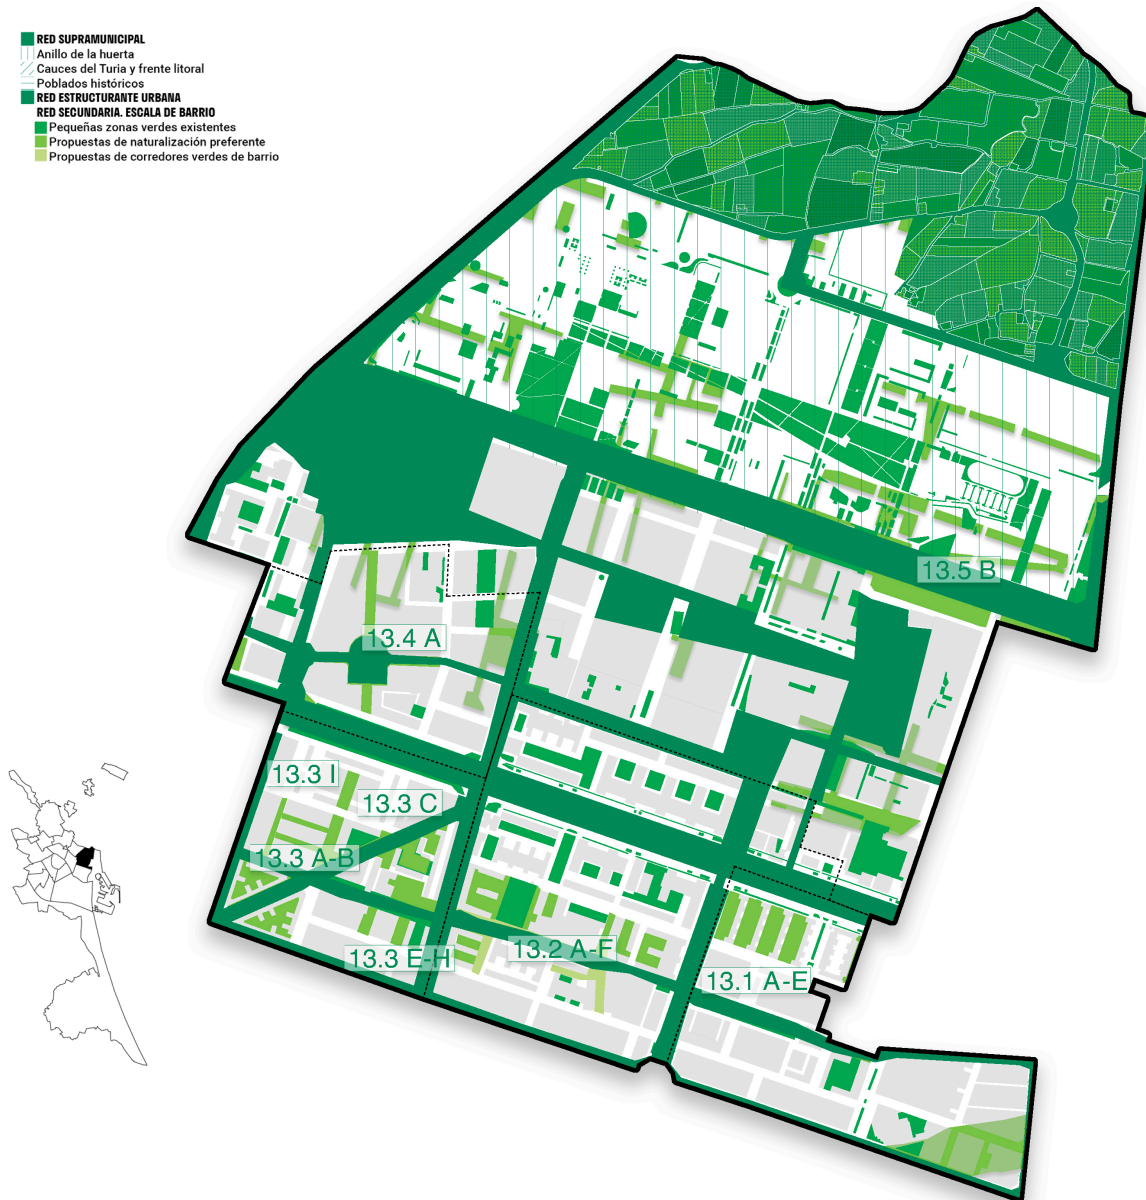 RED SUPRAMUNICIPAL
Anillo de la huerta
Cauces del Turia y frente litoral
Poblados históricos
RED ESTRUCTURANTE URBANA
RED SECUNDARIA. ESCALA DE BARRIO
Pequeñas zonas verdes existentes
Propuestas de naturalización preferente
Propuestas de corredores verdes de barrio
13.5 B
13.4 A
13.3 I
13.3 C
13.3 A-B
13.3 E-H
13.2 A-F
13.1 A-E